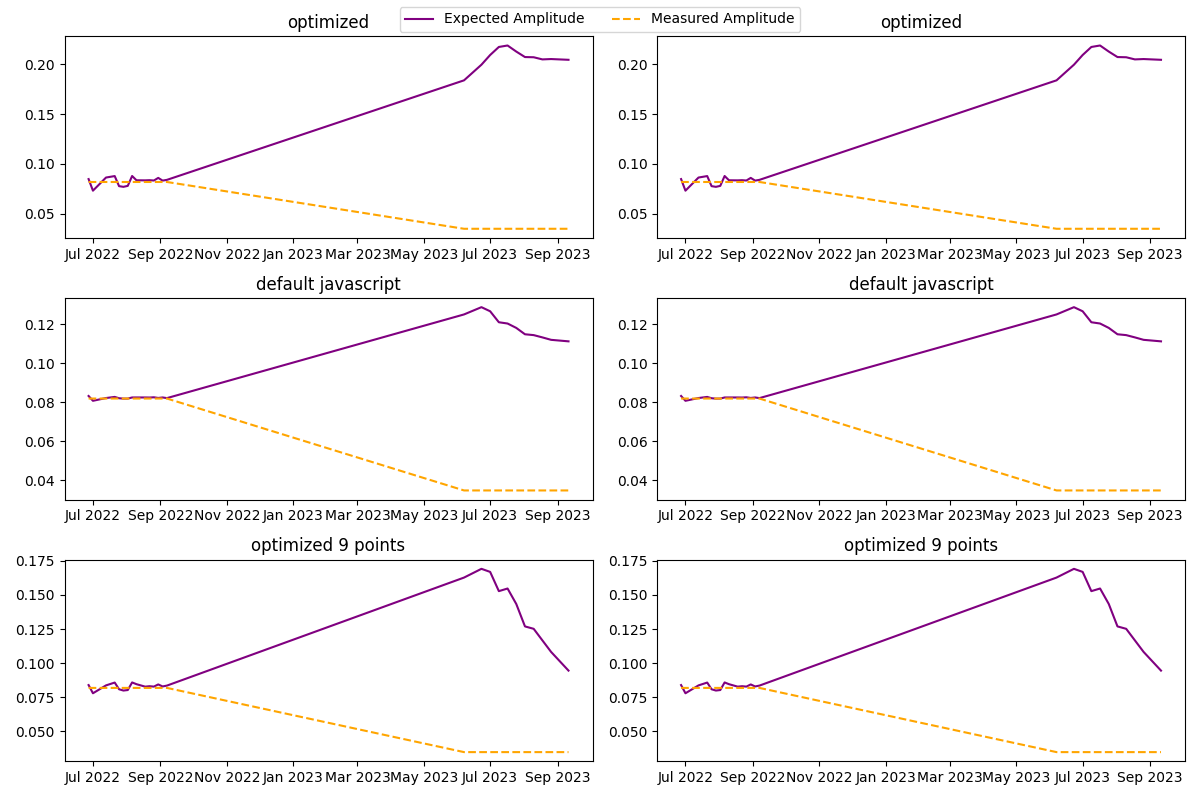 Expected Amplitude Measured Amplitude
optimized optimized
0.20 0.20
0.15 0.15
0.10 0.10
0.05 0.05
Jul 2022 Sep 2022 Nov 2022 Jan 2023 Mar 2023 May 2023 Jul 2023 Sep 2023 Jul 2022 Sep 2022 Nov 2022 Jan 2023 Mar 2023 May 2023 Jul 2023 Sep 2023
default javascript default javascript
0.12 0.12
0.10 0.10
0.08 0.08
0.06 0.06
0.04 0.04
Jul 2022 Sep 2022 Nov 2022 Jan 2023 Mar 2023 May 2023 Jul 2023 Sep 2023 Jul 2022 Sep 2022 Nov 2022 Jan 2023 Mar 2023 May 2023 Jul 2023 Sep 2023
optimized 9 points optimized 9 points
0.175 0.175
0.150 0.150
0.125 0.125
0.100 0.100
0.075 0.075
0.050 0.050
Jul 2022 Sep 2022 Nov 2022 Jan 2023 Mar 2023 May 2023 Jul 2023 Sep 2023 Jul 2022 Sep 2022 Nov 2022 Jan 2023 Mar 2023 May 2023 Jul 2023 Sep 2023